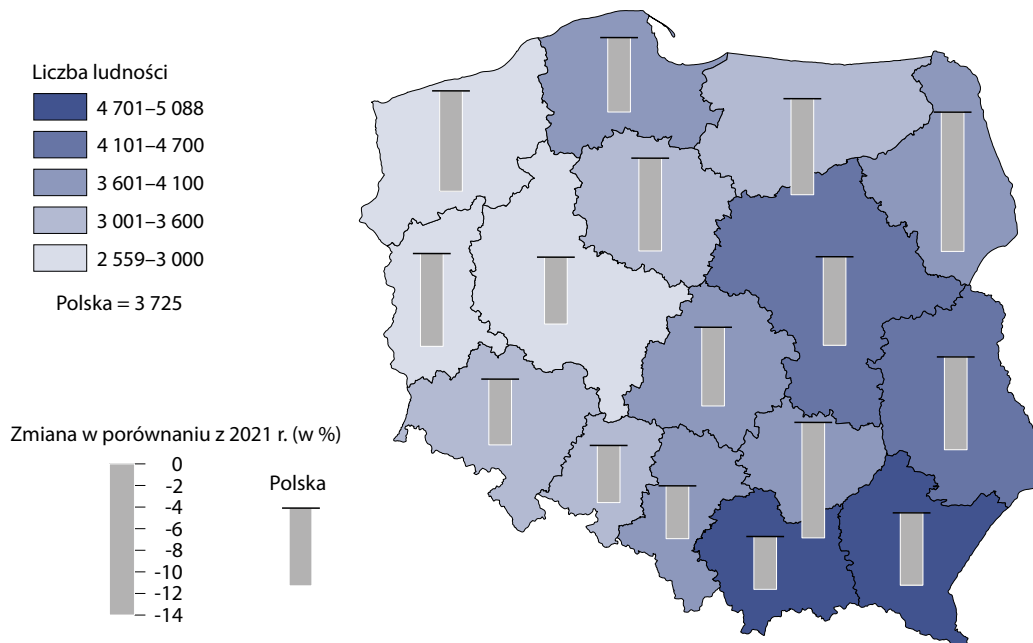 Liczba ludności
4 701–5 088
4 101–4 700
3 601–4 100
3 001–3 600
2 559–3 000
Polska = 3 725
Zmiana w porównaniu z 2021 r. (w %)
0
-2
-4
-6
-8
-10
-12
-14
Polska